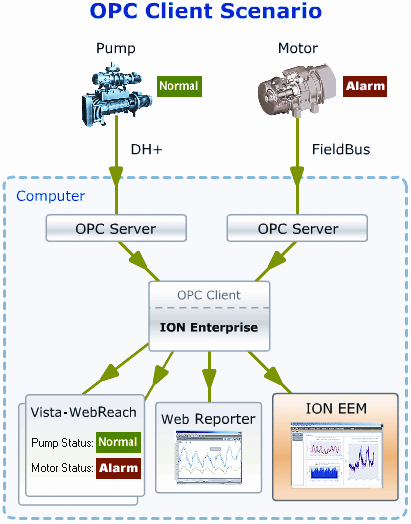 OPC Client Scenario
Pump
Motor
Normal
Alarm
DH+
FieldBus
Computer
OPC Server
OPC Server
OPC Client
ION Enterprise
Vista-WebReach
Pump Status: Normal
Motor Status: Alarm
Web Reporter
ION EEM